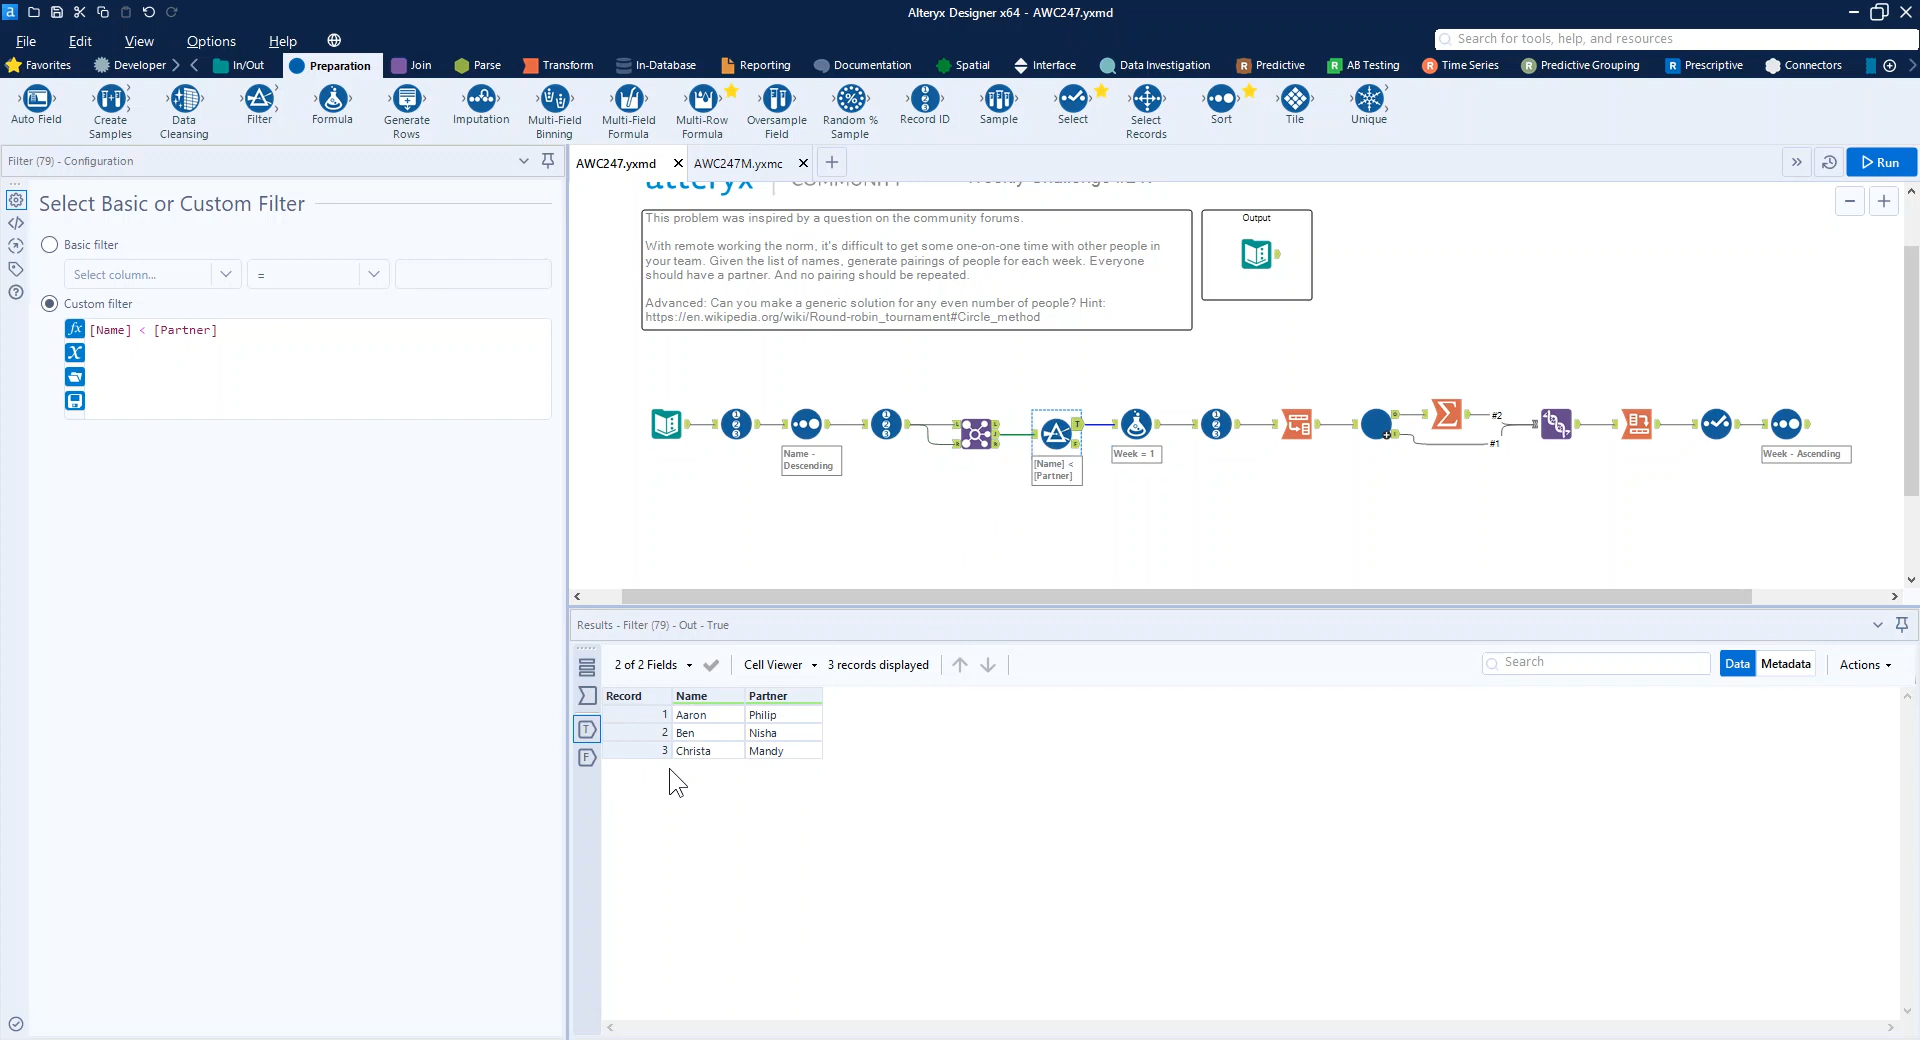 Alteryx Designer x64 - AWC247.yxmd
File Edit View Options Help
Search for tools, help, and resources
Favorites Developer In/Out Preparation Join Parse Transform In-Database Reporting Documentation Spatial Interface Data Investigation Predictive AB Testing Time Series Predictive Grouping Prescriptive Connectors
Auto Field
Create Samples
Data Cleansing
Filter
Formula
Generate Rows
Imputation
Multi-Field Binning
Multi-Field Formula
Multi-Row Formula
Oversample Field
Random % Sample
Record ID
Sample
Select
Select Records
Sort
Tile
Unique
Filter (79) - Configuration
AWC247.yxmd
AWC247M.yxmc
Run
Select Basic or Custom Filter
Basic filter
Select column... =
Custom filter
[Name] < [Partner]
alteryx
This problem was inspired by a question on the community forums.
With remote working the norm, it's difficult to get some one-on-one time with other people in
your team. Given the list of names, generate pairings of people for each week. Everyone
should have a partner. And no pairing should be repeated.
Advanced: Can you make a generic solution for any even number of people? Hint:
https://en.wikipedia.org/wiki/Round-robin_tournament#Circle_method
Output
#2
#1
Name -
Descending
[Name] <
[Partner]
Week = 1
Week - Ascending
Results - Filter (79) - Out - True
2 of 2 Fields Cell Viewer 3 records displayed Search Data Metadata Actions
Record Name Partner
1 Aaron Philip
2 Ben Nisha
3 Christa Mandy